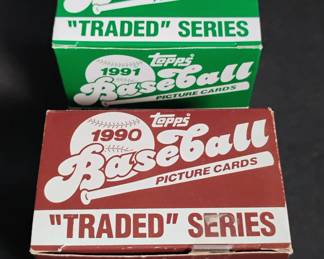 "TRADED" SERIES
topps
1991
Baseball
PICTURE CARDS
topps
1990
Baseball
PICTURE CARDS
"TRADED" SERIES